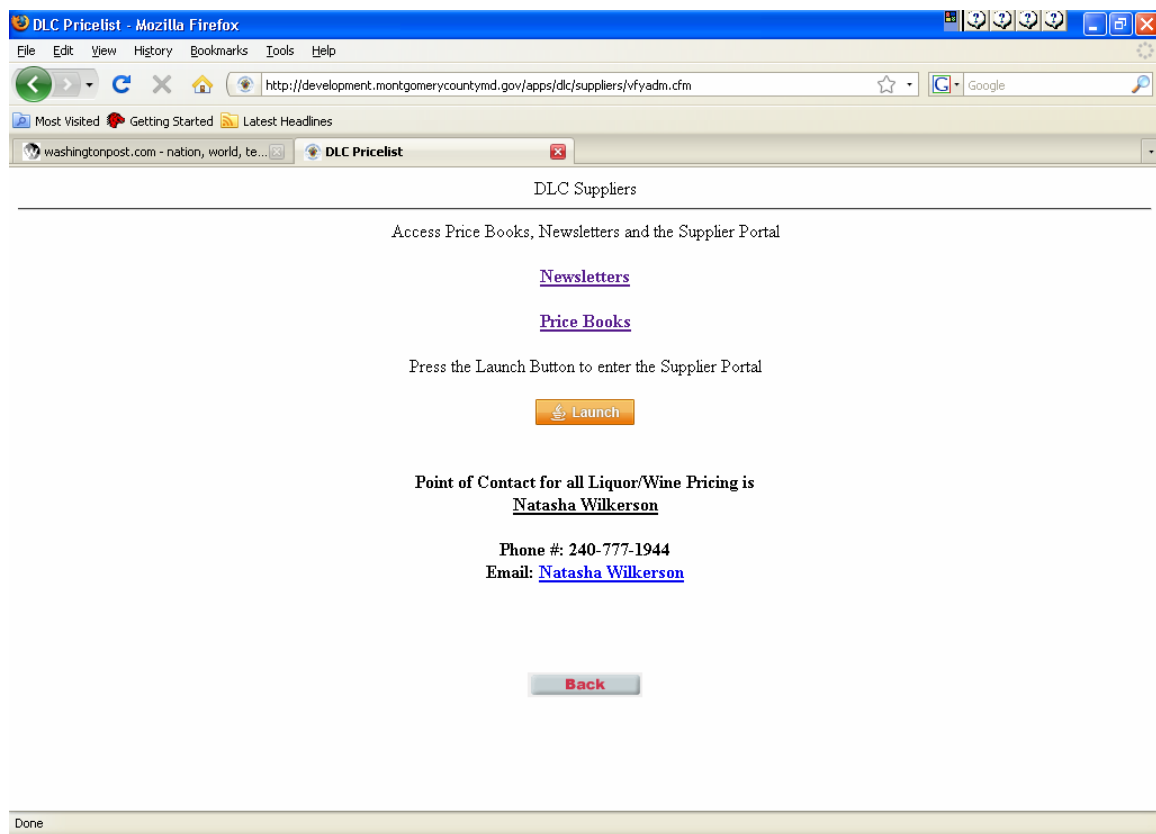 DLC Pricelist - Mozilla Firefox
File Edit View History Bookmarks Tools Help
http://development.montgomerycountymd.gov/apps/dlc/suppliers/vfyadm.cfm
G Google
Most Visited Getting Started Latest Headlines
washingtonpost.com - nation, world, te... DLC Pricelist
DLC Suppliers
Access Price Books, Newsletters and the Supplier Portal
Newsletters
Price Books
Press the Launch Button to enter the Supplier Portal
Launch
Point of Contact for all Liquor/Wine Pricing is
Natasha Wilkerson
Phone #: 240-777-1944
Email: Natasha Wilkerson
Back
Done